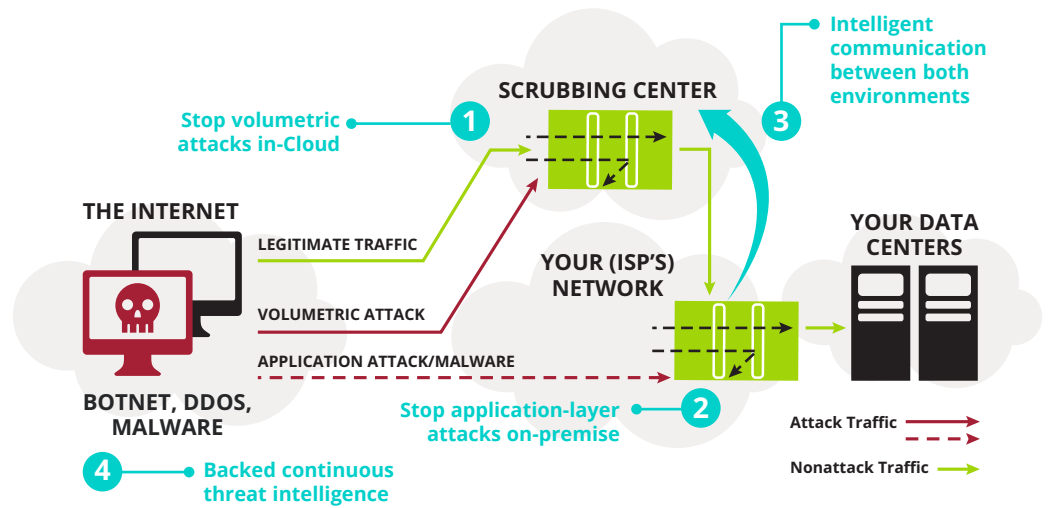 Intelligent
communication
between both
environments
3
SCRUBBING CENTER
1
Stop volumetric
attacks in-Cloud
THE INTERNET
LEGITIMATE TRAFFIC
VOLUMETRIC ATTACK
APPLICATION ATTACK/MALWARE
BOTNET, DDOS,
MALWARE
YOUR (ISP'S)
NETWORK
YOUR DATA
CENTERS
2
Stop application-layer
attacks on-premise
4
Backed continuous
threat intelligence
Attack Traffic
Nonattack Traffic